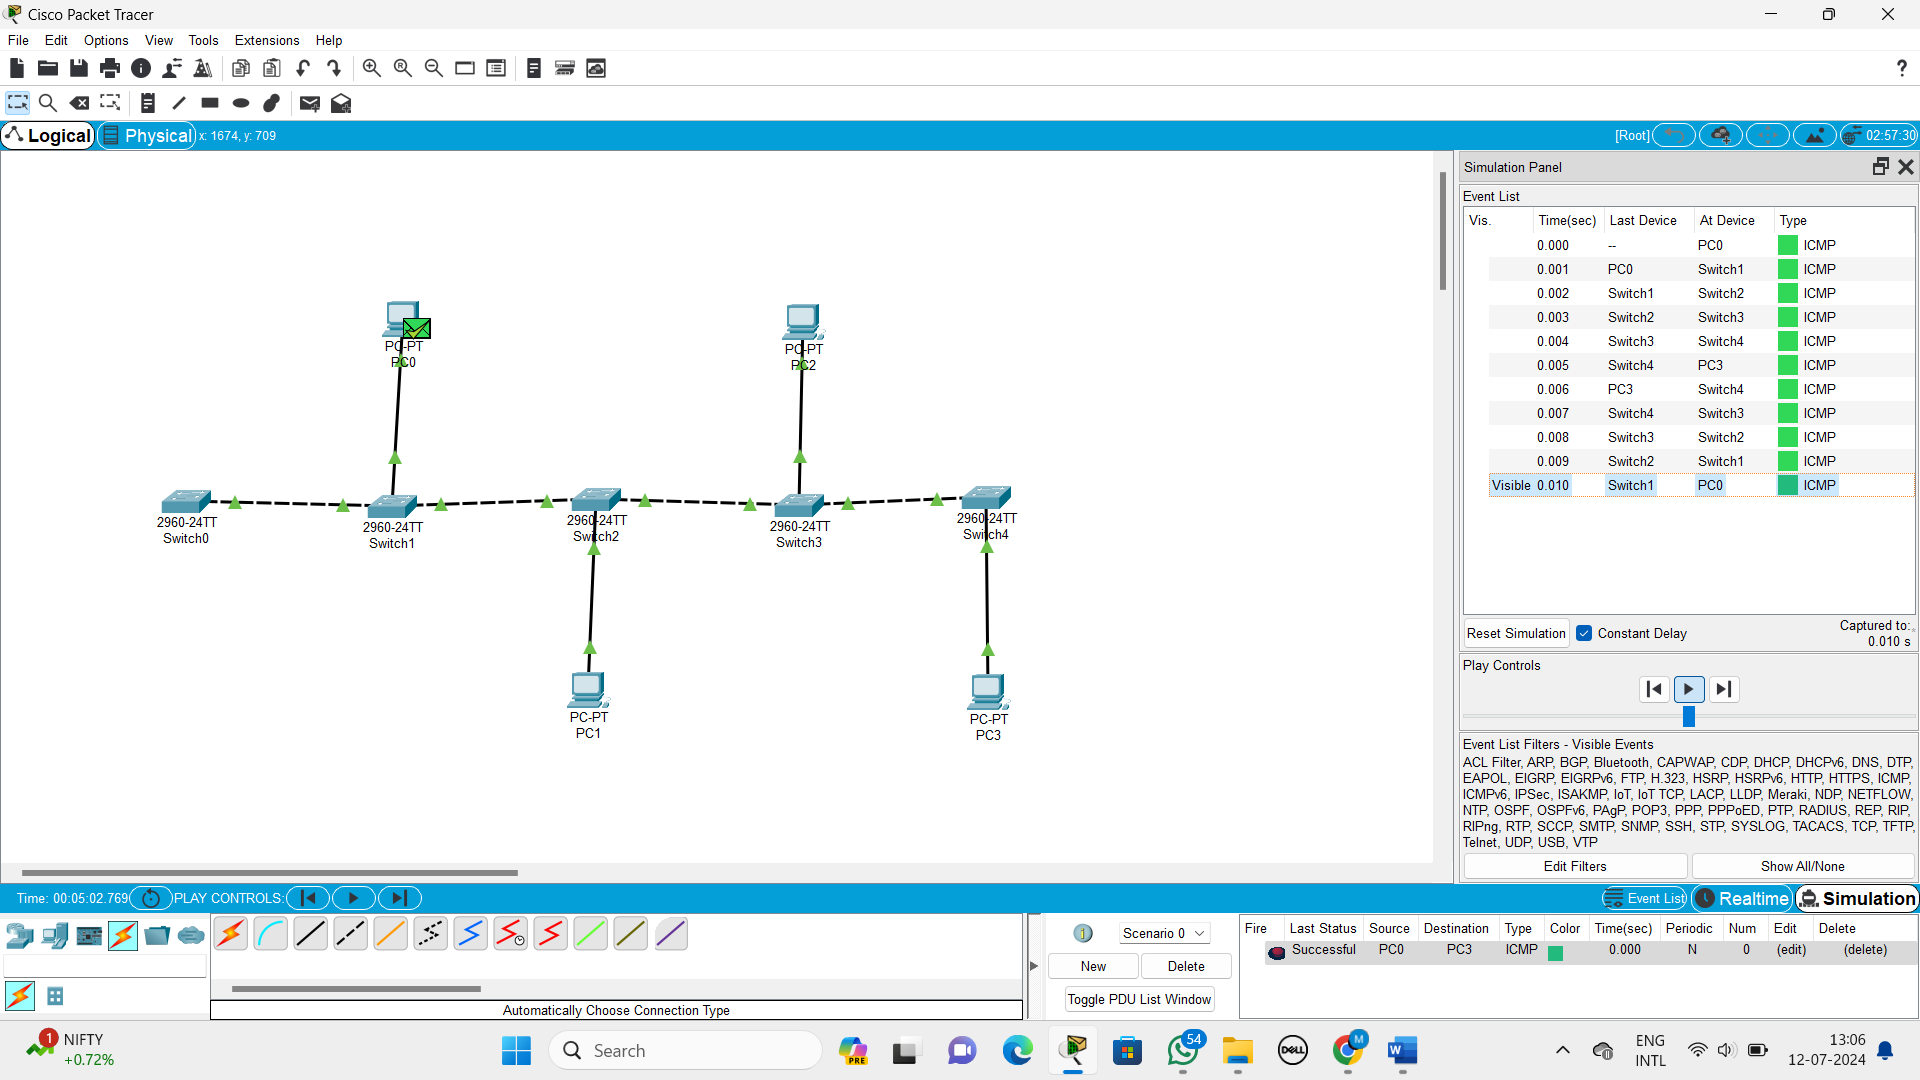 Cisco Packet Tracer
File Edit Options View Tools Extensions Help
?
Logical Physical x: 1674, y: 709 [Root] 02:57:30
PC-PT
PC0
PC-PT
PC2
2960-24TT
Switch0
2960-24TT
Switch1
2960-24TT
Switch2
2960-24TT
Switch3
2960-24TT
Switch4
PC-PT
PC1
PC-PT
PC3
Simulation Panel
Event List
Vis. Time(sec) Last Device At Device Type
0.000 -- PC0 ICMP
0.001 PC0 Switch1 ICMP
0.002 Switch1 Switch2 ICMP
0.003 Switch2 Switch3 ICMP
0.004 Switch3 Switch4 ICMP
0.005 Switch4 PC3 ICMP
0.006 PC3 Switch4 ICMP
0.007 Switch4 Switch3 ICMP
0.008 Switch3 Switch2 ICMP
0.009 Switch2 Switch1 ICMP
Visible 0.010 Switch1 PC0 ICMP
Reset Simulation Constant Delay Captured to:
0.010 s
Play Controls
Event List Filters - Visible Events
ACL Filter, ARP, BGP, Bluetooth, CAPWAP, CDP, DHCP, DHCPv6, DNS, DTP,
EAPOL, EIGRP, EIGRPv6, FTP, H.323, HSRP, HSRPv6, HTTP, HTTPS, ICMP,
ICMPv6, IPSec, ISAKMP, IoT, IoT TCP, LACP, LLDP, Meraki, NDP, NETFLOW,
NTP, OSPF, OSPFv6, PAgP, POP3, PPP, PPPoED, PTP, RADIUS, REP, RIP,
RIPng, RTP, SCCP, SMTP, SNMP, SSH, STP, SYSLOG, TACACS, TCP, TFTP,
Telnet, UDP, USB, VTP
Edit Filters Show All/None
Time: 00:05:02.769 PLAY CONTROLS: Event List Realtime Simulation
Automatically Choose Connection Type
1 Scenario 0
New Delete
Toggle PDU List Window
Fire Last Status Source Destination Type Color Time(sec) Periodic Num Edit Delete
Successful PC0 PC3 ICMP 0.000 N 0 (edit) (delete)
1 NIFTY
+0.72%
Search
PRE
54
DELL
M
W
ENG
INTL
13:06
12-07-2024